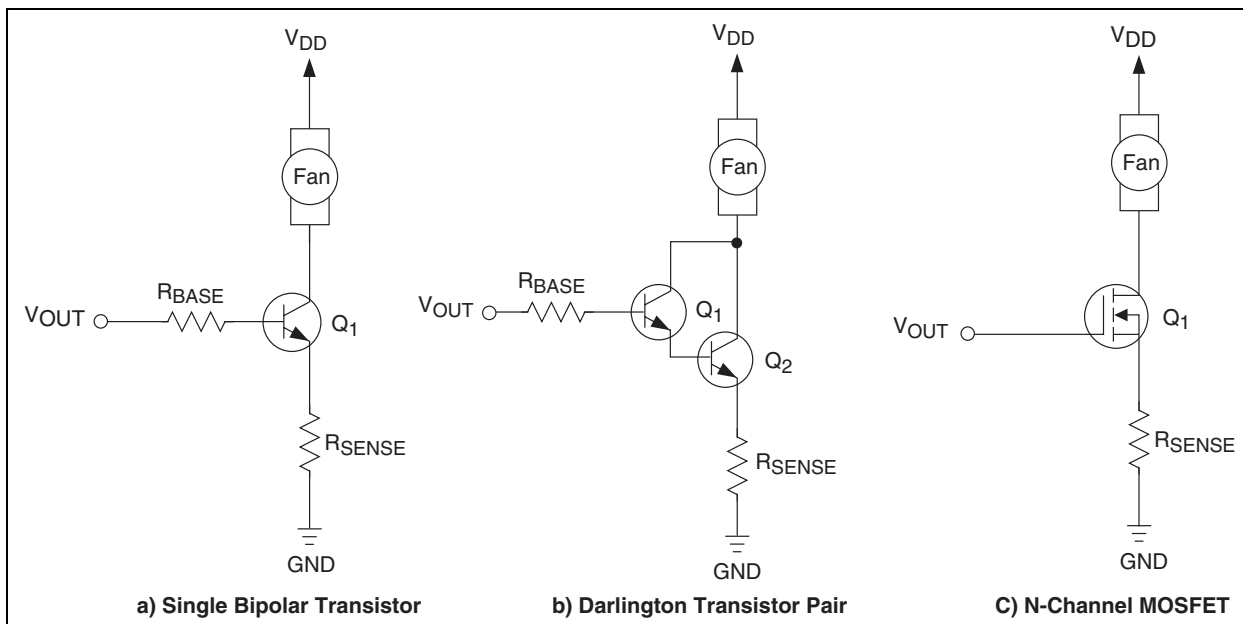 VDD
Fan
RBASE
VOUT
Q1
RSENSE
GND
a) Single Bipolar Transistor
VDD
Fan
RBASE
VOUT
Q1
Q2
RSENSE
GND
b) Darlington Transistor Pair
VDD
Fan
VOUT
Q1
RSENSE
GND
C) N-Channel MOSFET